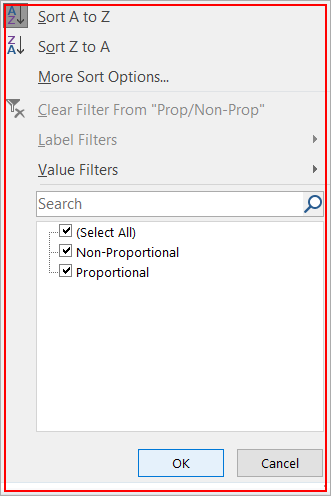 Sort A to Z
Sort Z to A
More Sort Options...
Clear Filter From "Prop/Non-Prop"
Label Filters
Value Filters
Search
(Select All)
Non-Proportional
Proportional
OK Cancel